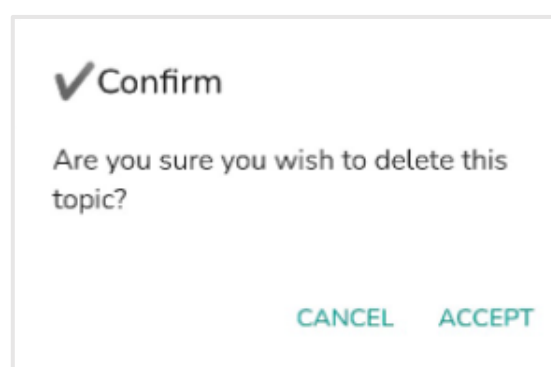 ✔Confirm
Are you sure you wish to delete this
topic?
CANCEL ACCEPT